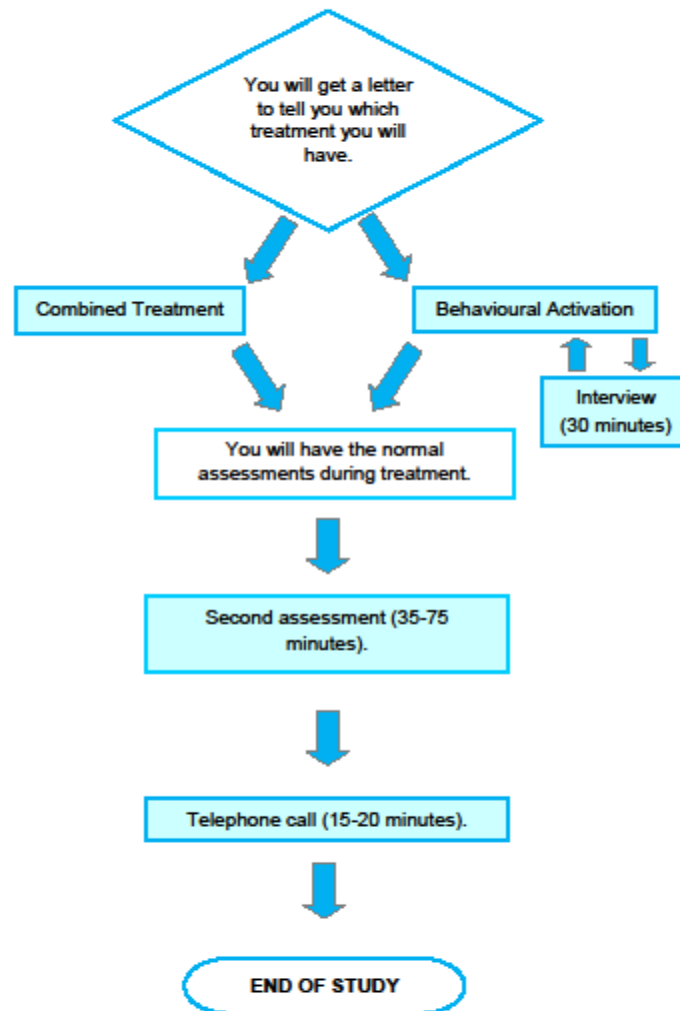 You will get a letter
to tell you which
treatment you will
have.
Combined Treatment
Behavioural Activation
Interview
(30 minutes)
You will have the normal
assessments during treatment.
Second assessment (35-75
minutes).
Telephone call (15-20 minutes).
END OF STUDY